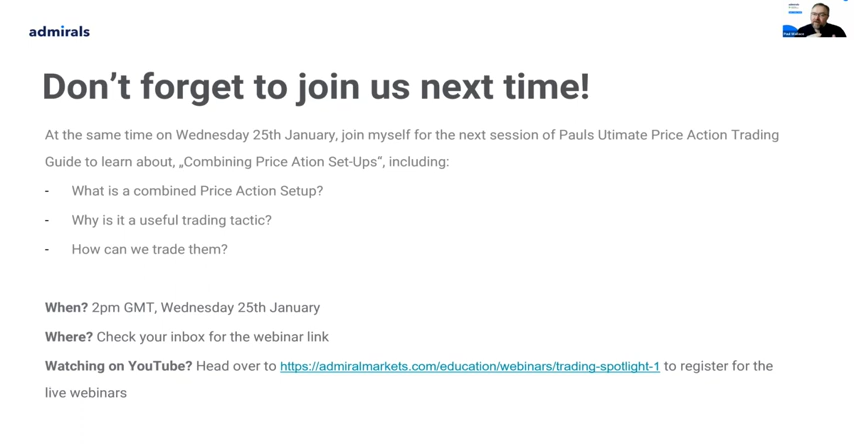 admirals
Don't forget to join us next time!
At the same time on Wednesday 25th January, join myself for the next session of Pauls Utimate Price Action Trading
Guide to learn about, „Combining Price Ation Set-Ups“, including:
- What is a combined Price Action Setup?
- Why is it a useful trading tactic?
- How can we trade them?
When? 2pm GMT, Wednesday 25th January
Where? Check your inbox for the webinar link
Watching on YouTube? Head over to https://admiralmarkets.com/education/webinars/trading-spotlight-1 to register for the
live webinars